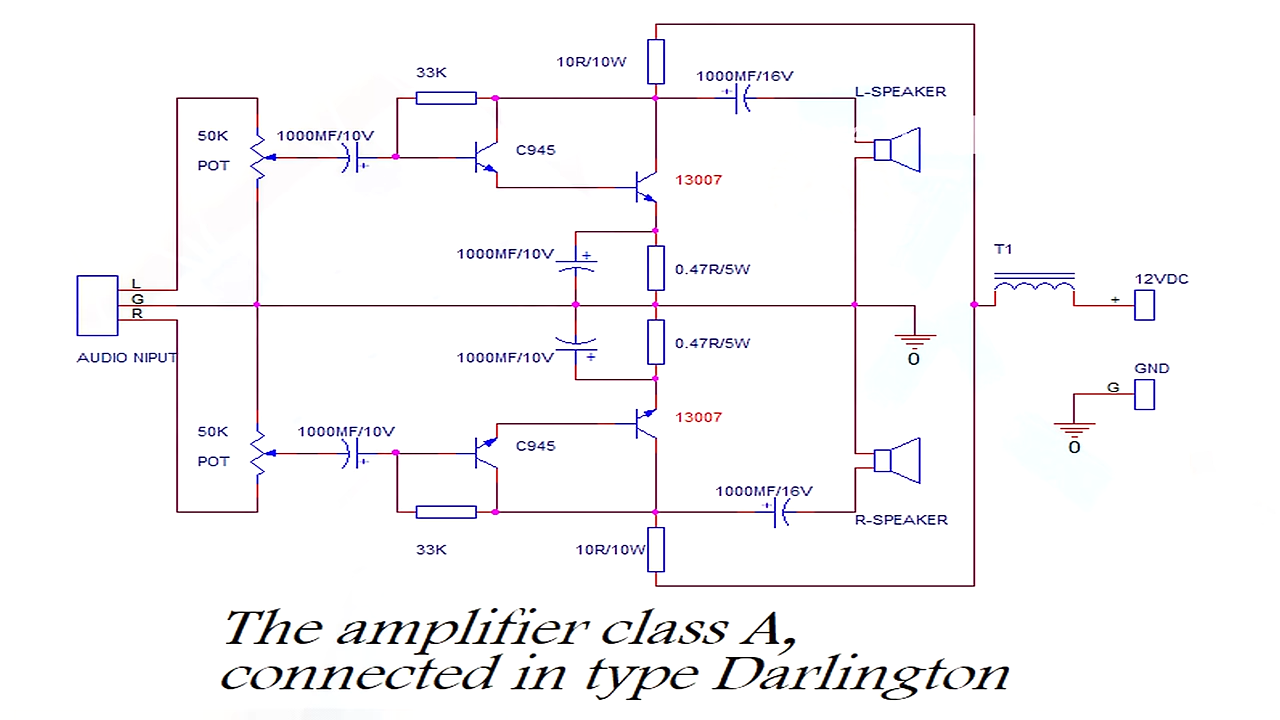 10R/10W
33K
1000MF/16V
L-SPEAKER
50K
POT
1000MF/10V
C945
13007
1000MF/10V
0.47R/5W
T1
12VDC
+
L
G
R
AUDIO NIPUT
1000MF/10V
0.47R/5W
0
GND
G
0
50K
POT
1000MF/10V
C945
13007
1000MF/16V
R-SPEAKER
33K
10R/10W
The amplifier class A,
connected in type Darlington